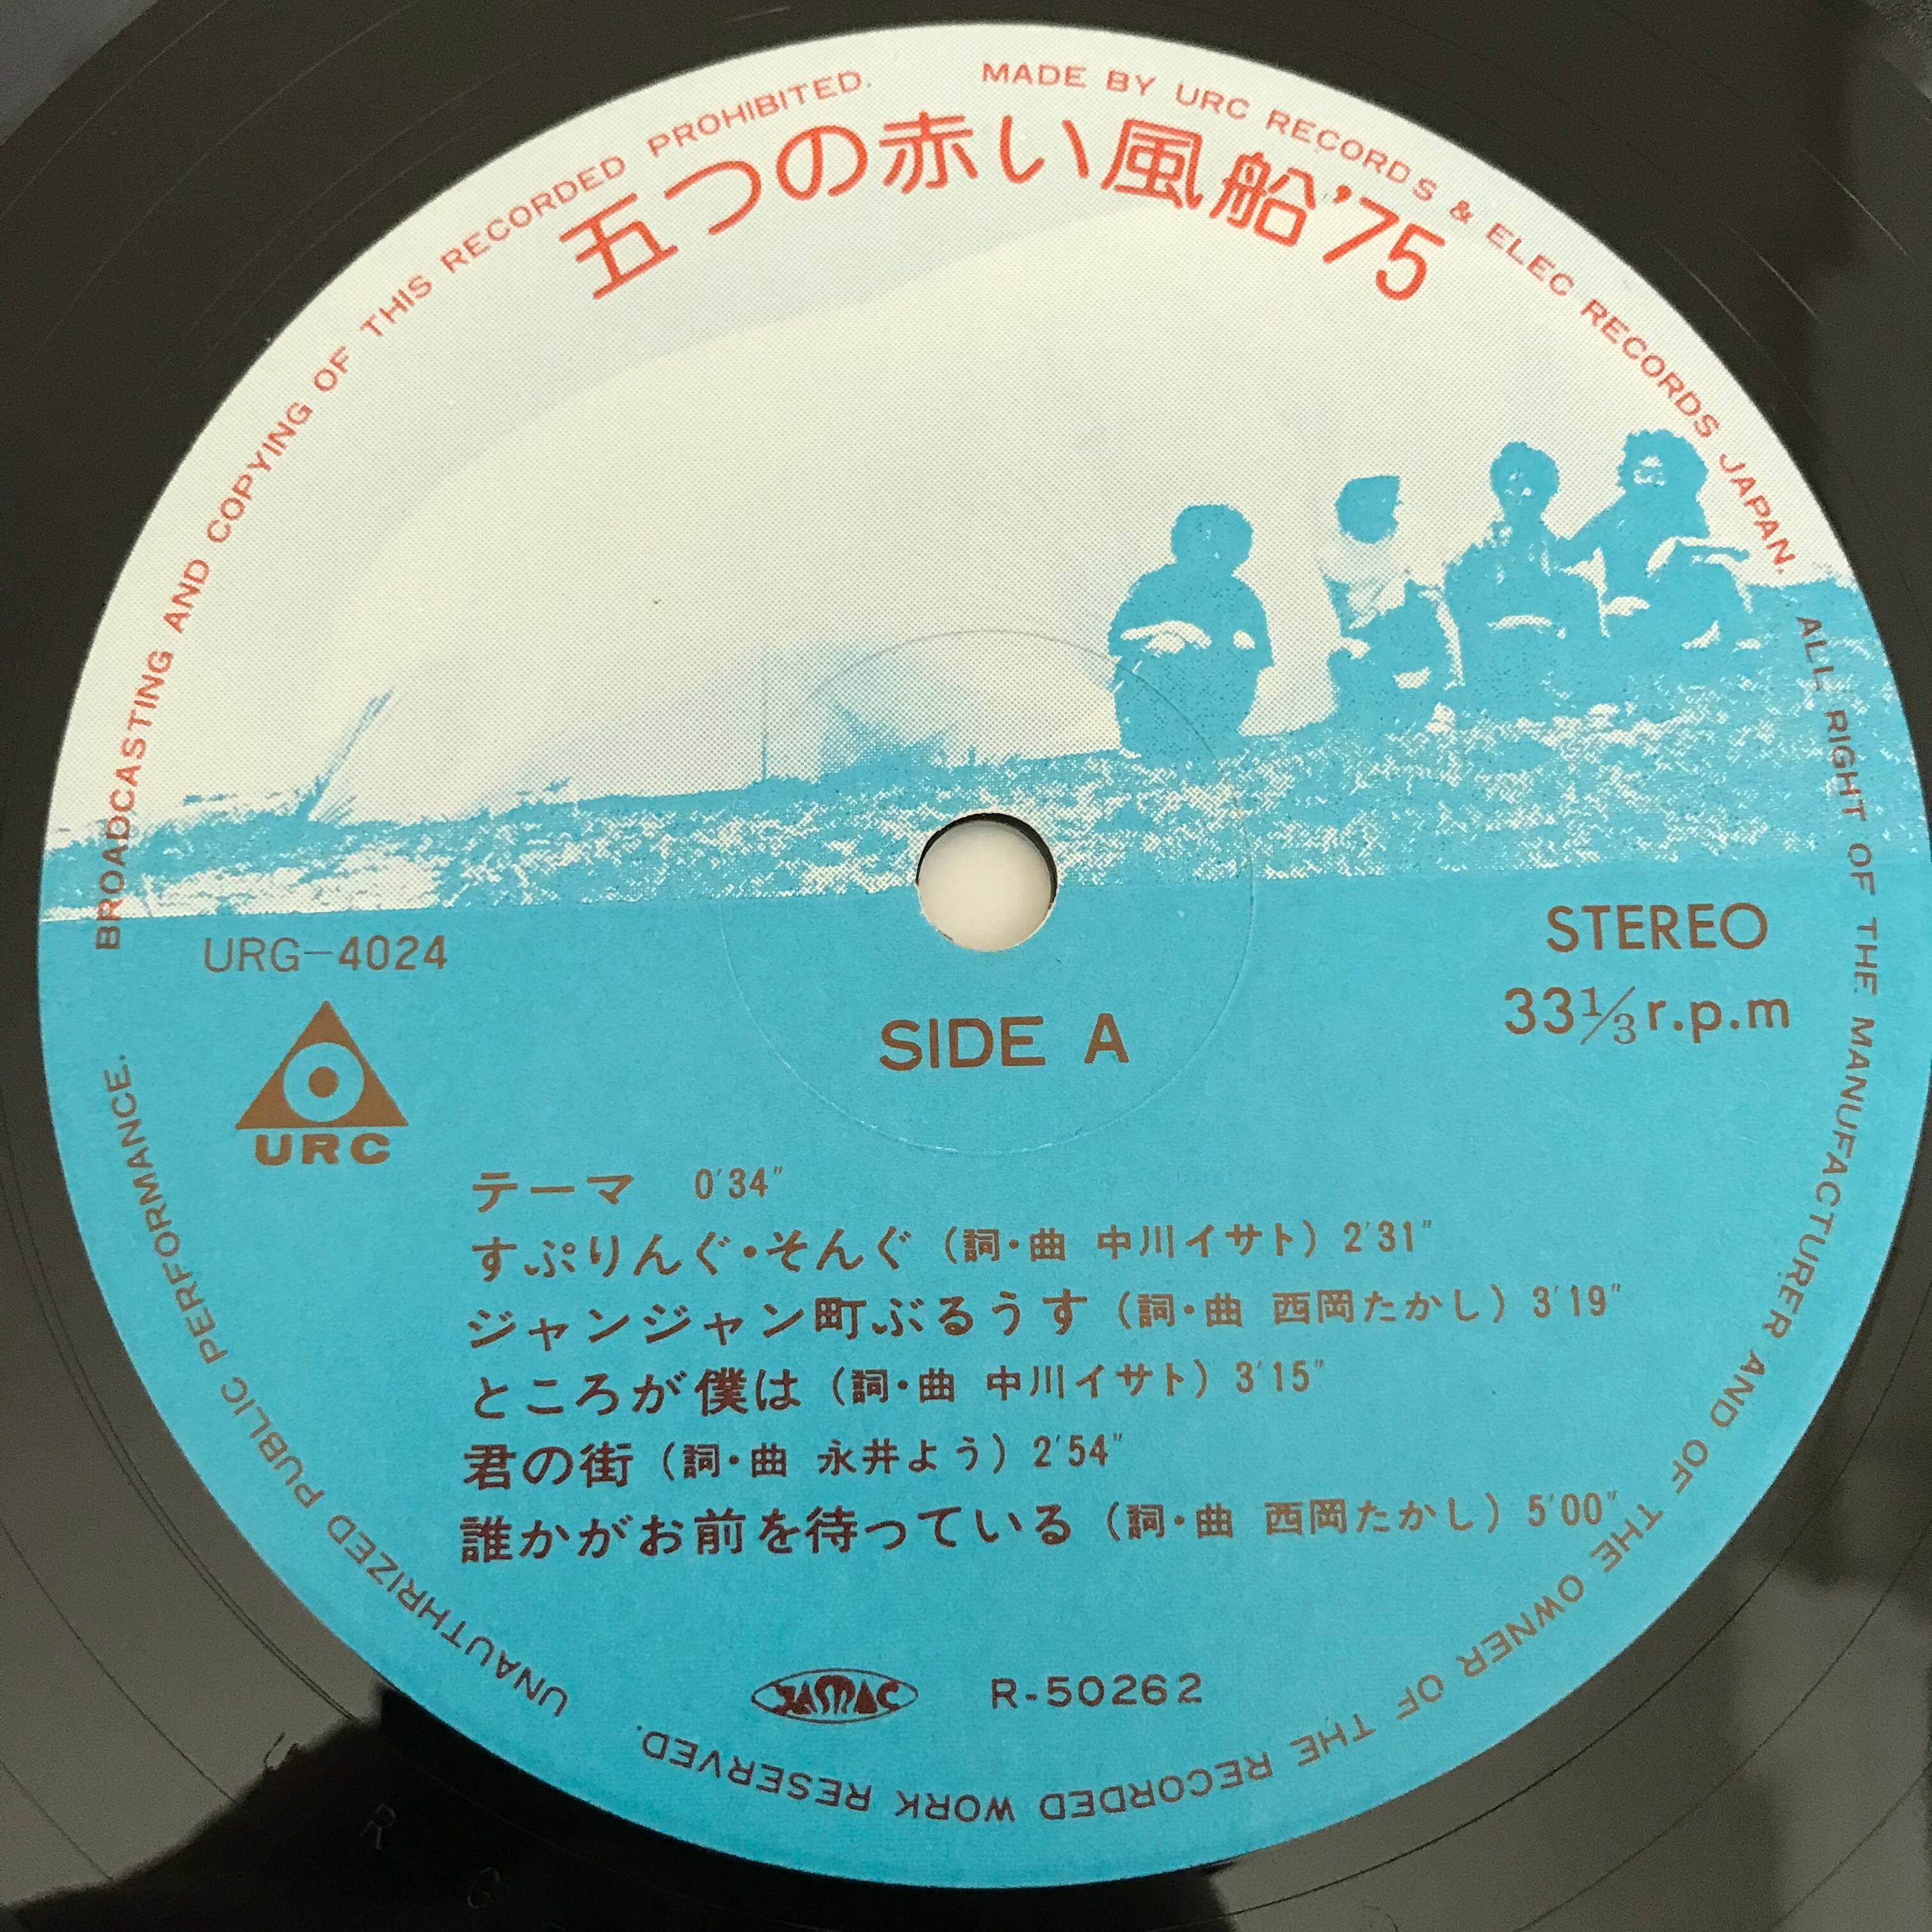 BROADCASTING AND COPYING OF THIS RECORDED PROHIBITED.
MADE BY URC RECORDS & ELEC RECORDS JAPAN.
五つの赤い風船'75
URG-4024
STEREO
33⅓ r.p.m
SIDE A
URC
テーマ 0'34"
すぷりんぐ・そんぐ (詞・曲 中川イサト) 2'31"
ジャンジャン町ぶるうす (詞・曲 西岡たかし) 3'19"
ところが僕は (詞・曲 中川イサト) 3'15"
君の街 (詞・曲 永井よう) 2'54"
誰かがお前を待っている (詞・曲 西岡たかし) 5'00"
JASRAC R-50262
ALL RIGHT OF THE MANUFACTURER AND OF THE OWNER OF THE RECORDED WORK RESERVED.
UNAUTHRIZED PUBLIC PERFORMANCE.
U R G